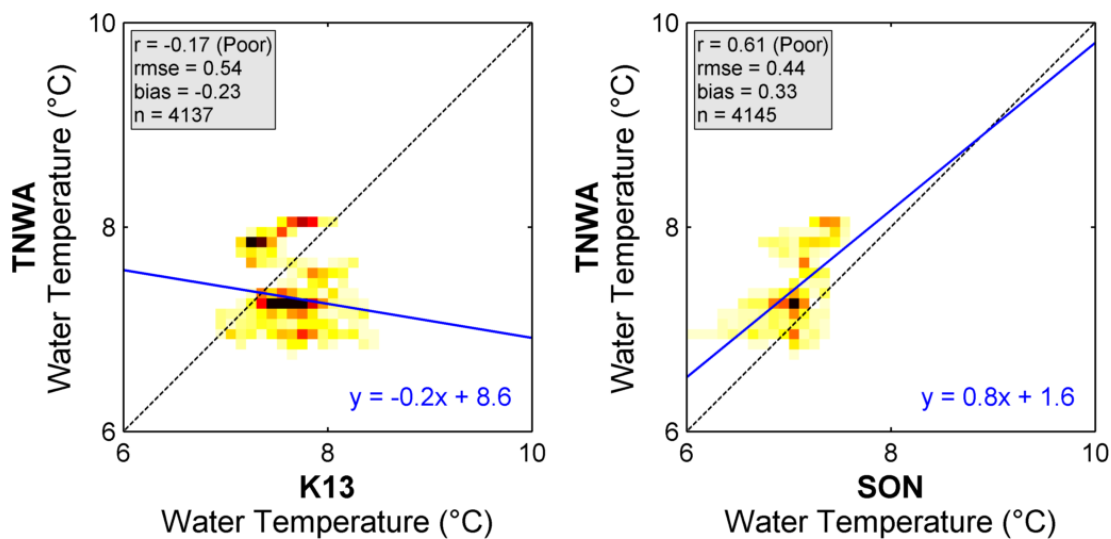 10
r = -0.17 (Poor)
rmse = 0.54
bias = -0.23
n = 4137
TNWA
Water Temperature (°C)
8
y = -0.2x + 8.6
6
6 8 10
K13
Water Temperature (°C)
10
r = 0.61 (Poor)
rmse = 0.44
bias = 0.33
n = 4145
TNWA
Water Temperature (°C)
8
y = 0.8x + 1.6
6
6 8 10
SON
Water Temperature (°C)